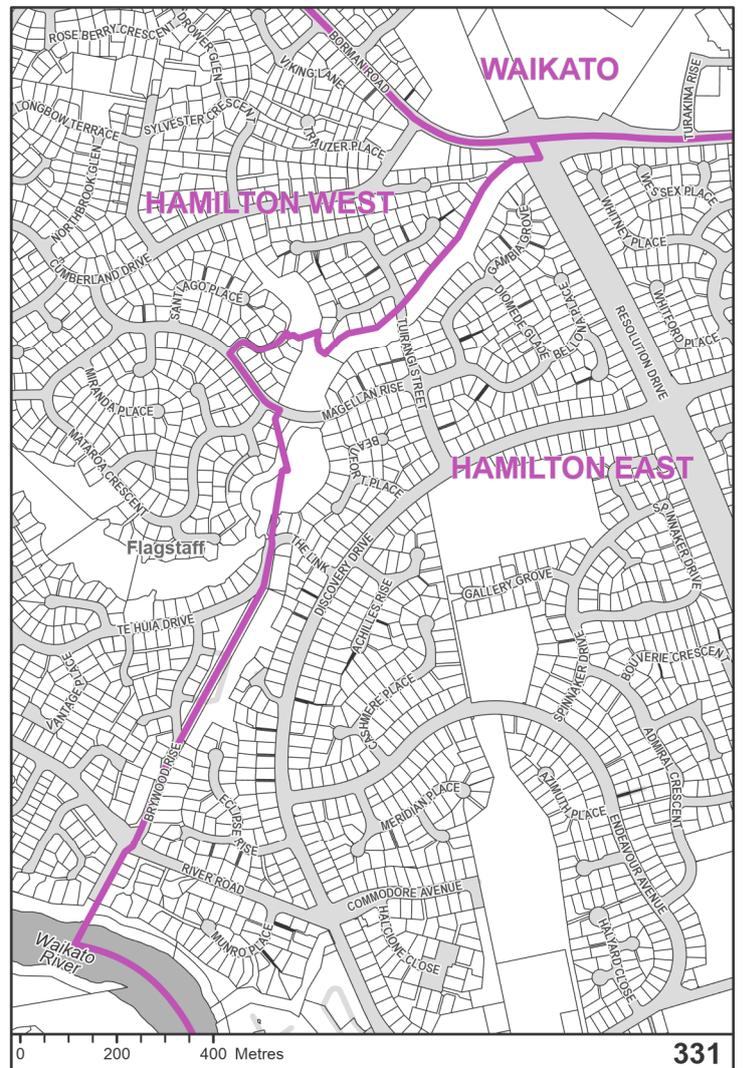 ROSE BERRY CRESCENT
DROWER GLEN
VIKING LANE
BORMAN ROAD
WAIKATO
TURAKINA RISE
LONGBOW TERRACE
SYLVESTER CRESCENT
TRAUZER PLACE
NORTHBROOK GLEN
HAMILTON WEST
WESSEX PLACE
WHITNEY PLACE
GAMBIA GROVE
CUMBERLAND DRIVE
SANTIAGO PLACE
DIOMEDE GLADE
BELLONA PLACE
WHITFORD PLACE
RESOLUTION DRIVE
TUIRANGI STREET
MIRANDA PLACE
MAGELLAN RISE
MATAROA CRESCENT
BEAUFORT PLACE
HAMILTON EAST
Flagstaff
THE LINK
DISCOVERY DRIVE
SPINNAKER DRIVE
GALLERY GROVE
ACHILLES RISE
TE HUIA DRIVE
VANTAGE PLACE
CASHMERE PLACE
SPINNAKER DRIVE
BOUVERIE CRESCENT
ADMIRAL CRESCENT
BRYWOOD RISE
ECLIPSE RISE
MERIDIAN PLACE
AZIMUTH PLACE
ENDEAVOUR AVENUE
RIVER ROAD
COMMODORE AVENUE
MUNRO PLACE
HALCIONE CLOSE
HALYARD CLOSE
Waikato
River
0 200 400 Metres
331